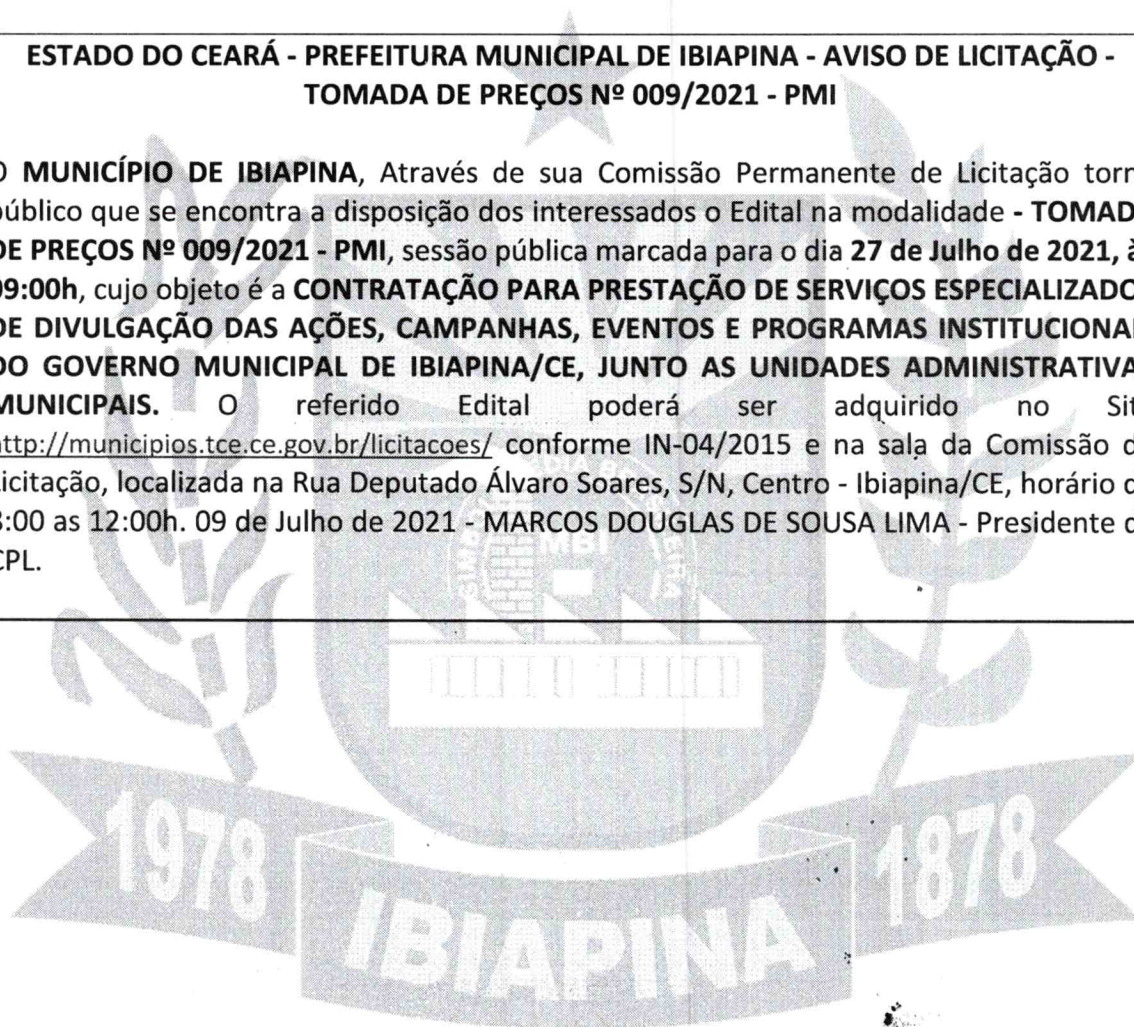 ESTADO DO CEARÁ - PREFEITURA MUNICIPAL DE IBIAPINA - AVISO DE LICITAÇÃO -
TOMADA DE PREÇOS Nº 009/2021 - PMI
O MUNICÍPIO DE IBIAPINA, Através de sua Comissão Permanente de Licitação torn
público que se encontra a disposição dos interessados o Edital na modalidade - TOMAD
DE PREÇOS Nº 009/2021 - PMI, sessão pública marcada para o dia 27 de Julho de 2021, à
09:00h, cujo objeto é a CONTRATAÇÃO PARA PRESTAÇÃO DE SERVIÇOS ESPECIALIZADO
DE DIVULGAÇÃO DAS AÇÕES, CAMPANHAS, EVENTOS E PROGRAMAS INSTITUCIONAI
DO GOVERNO MUNICIPAL DE IBIAPINA/CE, JUNTO AS UNIDADES ADMINISTRATIVA
MUNICIPAIS. O referido Edital poderá ser adquirido no Sit
http://municipios.tce.ce.gov.br/licitacoes/ conforme IN-04/2015 e na sala da Comissão d
Licitação, localizada na Rua Deputado Álvaro Soares, S/N, Centro - Ibiapina/CE, horário d
8:00 as 12:00h. 09 de Julho de 2021 - MARCOS DOUGLAS DE SOUSA LIMA - Presidente d
CPL.
MBI
1978
1878
IBIAPINA